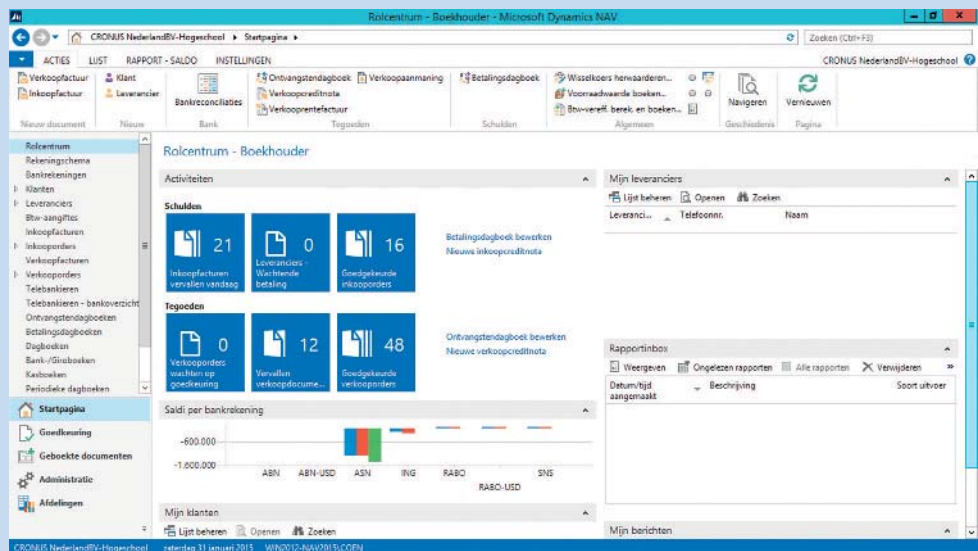 Rolcentrum - Boekhouder - Microsoft Dynamics NAV
CRONUS NederlandBV-Hogeschool ▸ Startpagina ▸
Zoeken (Ctrl+F3)
ACTIES LIJST RAPPORT - SALDO INSTELLINGEN
CRONUS NederlandBV-Hogeschool
Verkoopfactuur
Inkoopfactuur
Nieuw document
Klant
Leverancier
Nieuw
Bankreconciliaties
Bank
Ontvangstendagboek
Verkoopcreditnota
Verkooprentefactuur
Verkoopaanmaning
Tegoeden
Betalingsdagboek
Schulden
Wisselkoers herwaarderen...
Voorraadwaarde boeken...
Btw-vereff. berek. en boeken...
Algemeen
Navigeren
Geschiedenis
Vernieuwen
Pagina
Rolcentrum
Rekeningschema
Bankrekeningen
Klanten
Leveranciers
Btw-aangiftes
Inkoopfacturen
Inkooporders
Verkoopfacturen
Verkooporders
Telebankieren
Telebankieren - bankoverzicht
Ontvangstendagboeken
Betalingsdagboeken
Dagboeken
Bank-/Giroboeken
Kasboeken
Periodieke dagboeken
Startpagina
Goedkeuring
Geboekte documenten
Administratie
Afdelingen
Rolcentrum - Boekhouder
Activiteiten
Schulden
21
Inkoopfacturen
vervallen vandaag
0
Leveranciers -
Wachtende
betaling
16
Goedgekeurde
inkooporders
Betalingsdagboek bewerken
Nieuwe inkoopcreditnota
Tegoeden
0
Verkooporders
wachten op
goedkeuring
12
Vervallen
verkoopdocume...
48
Goedgekeurde
verkooporders
Ontvangstendagboek bewerken
Nieuwe verkoopcreditnota
Saldi per bankrekening
-600.000
-1.600.000
ABN ABN-USD ASN ING RABO SNS
RABO-USD
Mijn klanten
Lijst beheren Openen Zoeken
Mijn leveranciers
Lijst beheren Openen Zoeken
Leveranci... Telefoonnr. Naam
Rapportinbox
Weergeven Ongelezen rapporten Alle rapporten Verwijderen »
Datum/tijd
aangemaakt
Beschrijving
Soort uitvoer
Mijn berichten
CRONUS NederlandBV-Hogeschool zaterdag 31 januari 2015 WIN2012-NAV2015\COEN